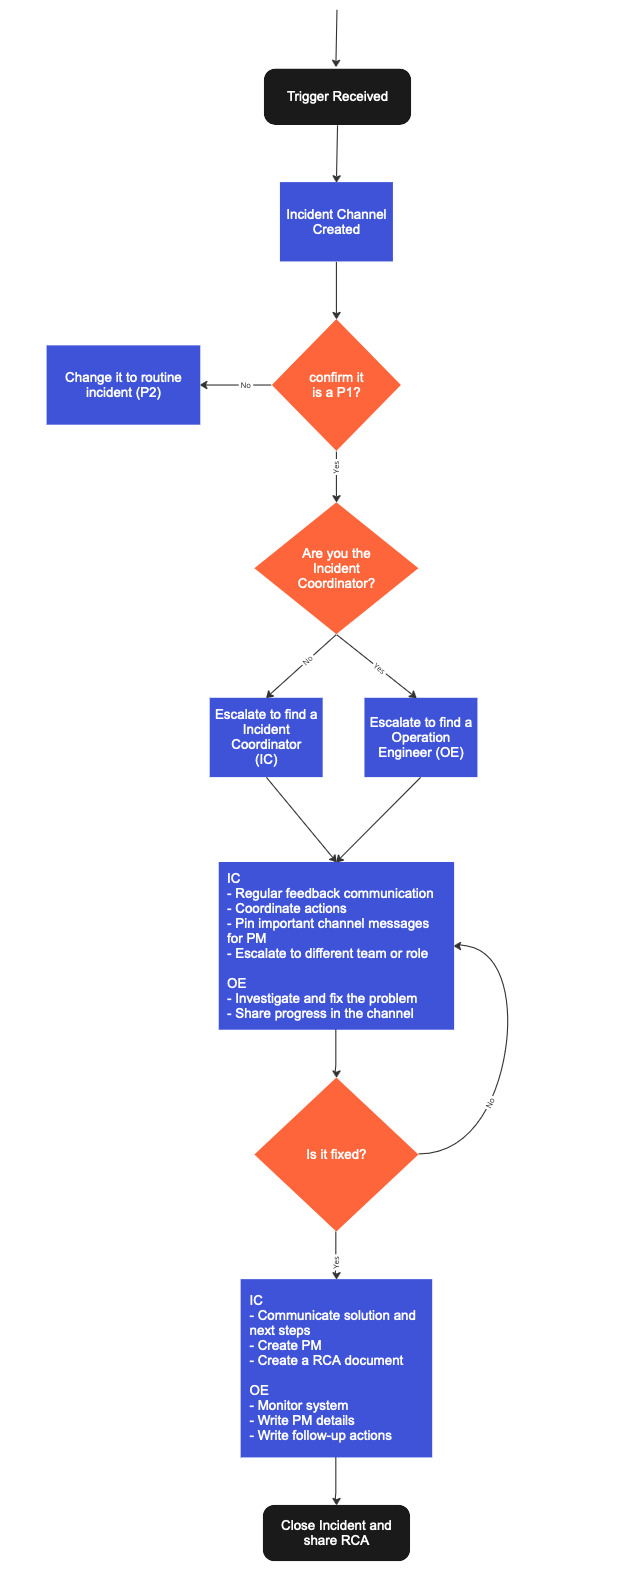 Trigger Received
Incident Channel
Created
confirm it
is a P1?
No
Change it to routine
incident (P2)
Yes
Are you the
Incident
Coordinator?
No
Yes
Escalate to find a
Incident
Coordinator
(IC)
Escalate to find a
Operation
Engineer (OE)
IC
- Regular feedback communication
- Coordinate actions
- Pin important channel messages
for PM
- Escalate to different team or role
OE
- Investigate and fix the problem
- Share progress in the channel
Is it fixed?
No
Yes
IC
- Communicate solution and
next steps
- Create PM
- Create a RCA document
OE
- Monitor system
- Write PM details
- Write follow-up actions
Close Incident and
share RCA